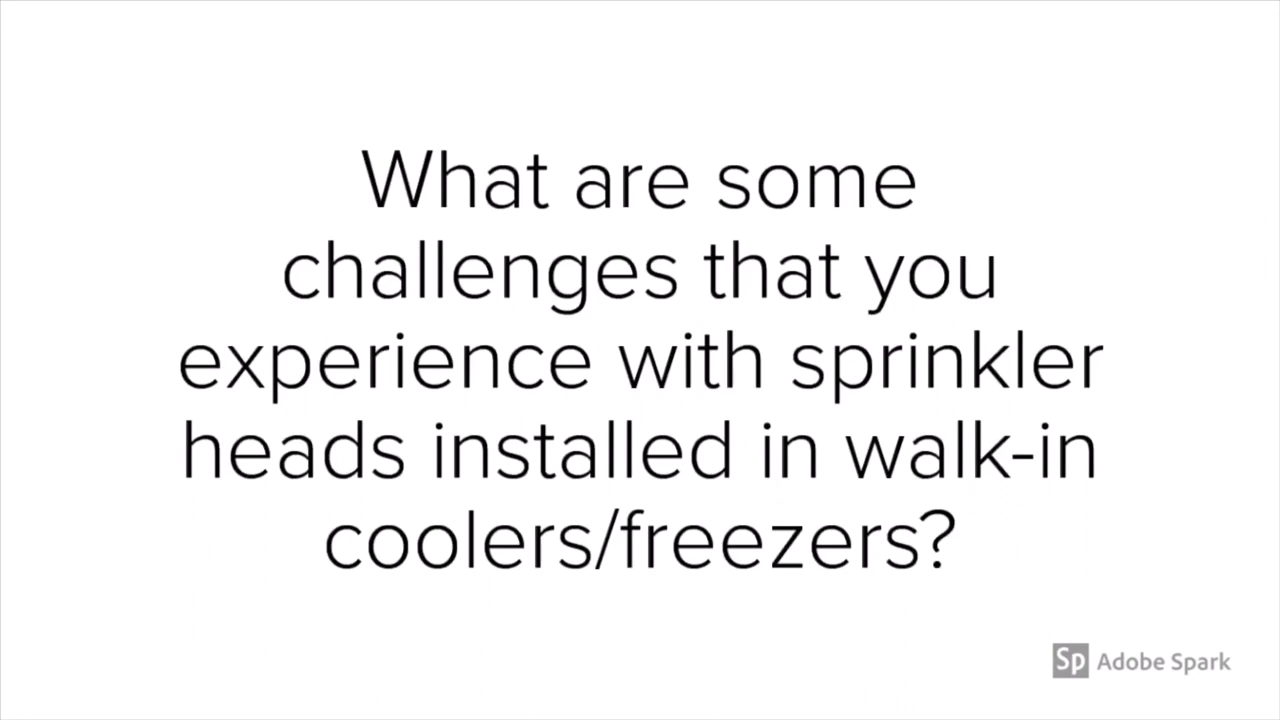 What are some
challenges that you
experience with sprinkler
heads installed in walk-in
coolers/freezers?
Sp Adobe Spark